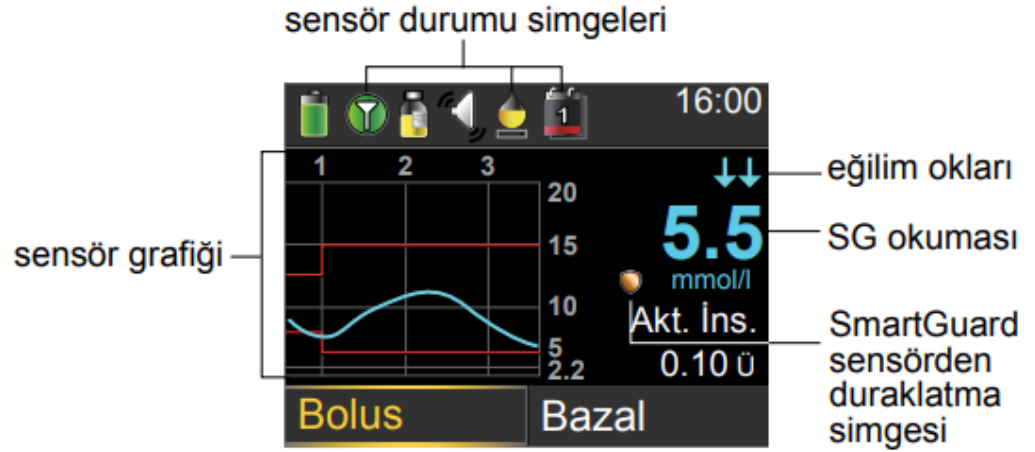 sensör durumu simgeleri
1
16:00
1 2 3
20
15
10
5
2.2
5.5
mmol/l
Akt. İns.
0.10 Ü
Bolus Bazal
sensör grafiği
eğilim okları
SG okuması
SmartGuard
sensörden
duraklatma
simgesi